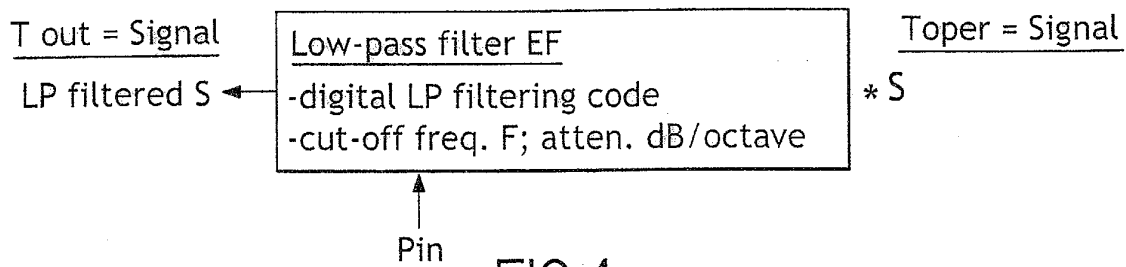 T out = Signal
LP filtered S
Low-pass filter EF
-digital LP filtering code
-cut-off freq. F; atten. dB/octave
Toper = Signal
* S
Pin